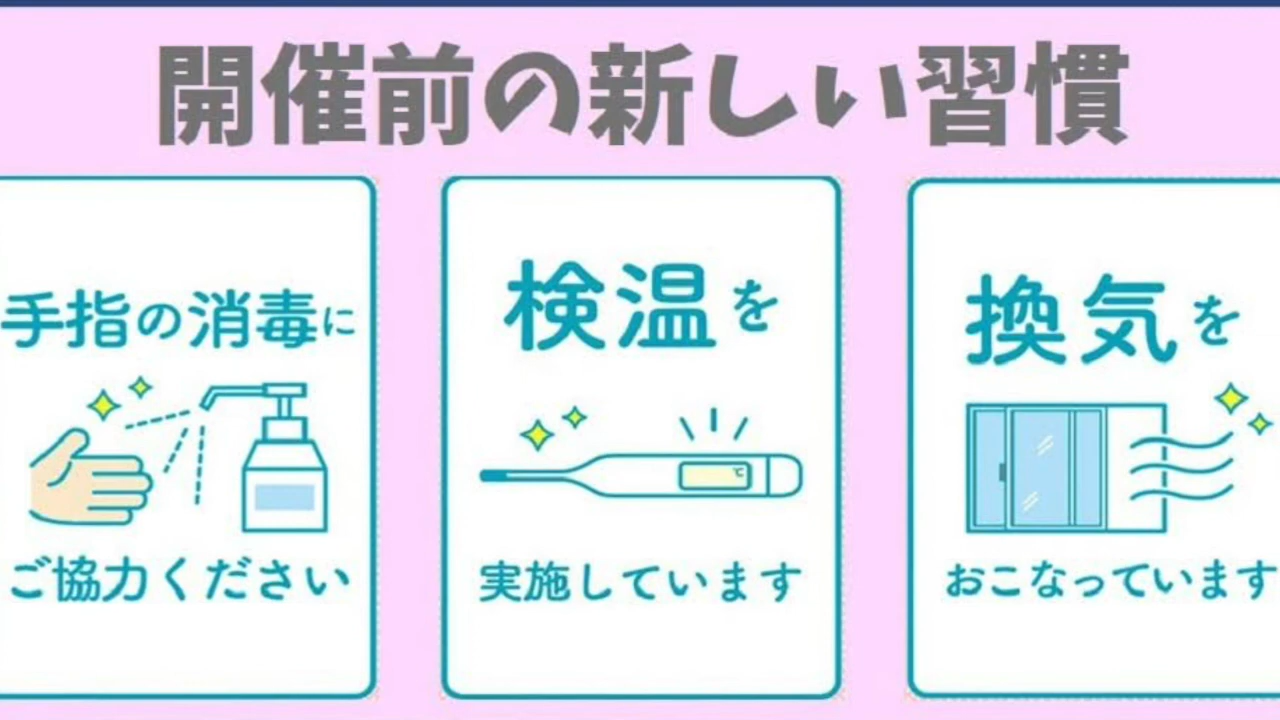 開催前の新しい習慣
手指の消毒に
ご協力ください
検温を
℃
実施しています
換気を
おこなっています